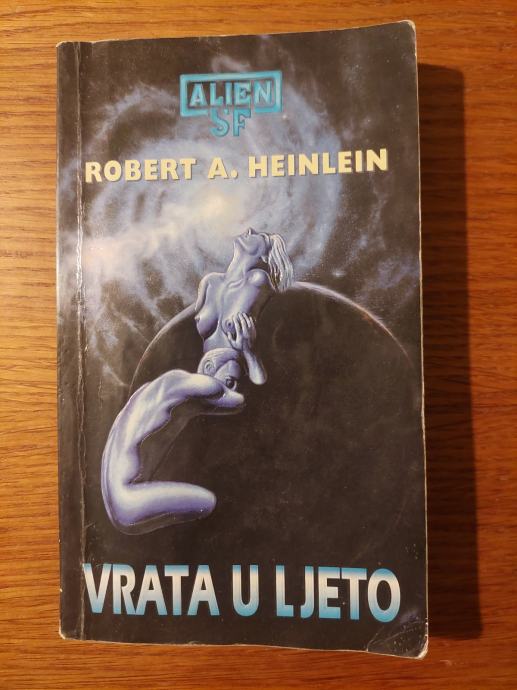 ALIEN
SF
ROBERT A. HEINLEIN
VRATA U LJETO